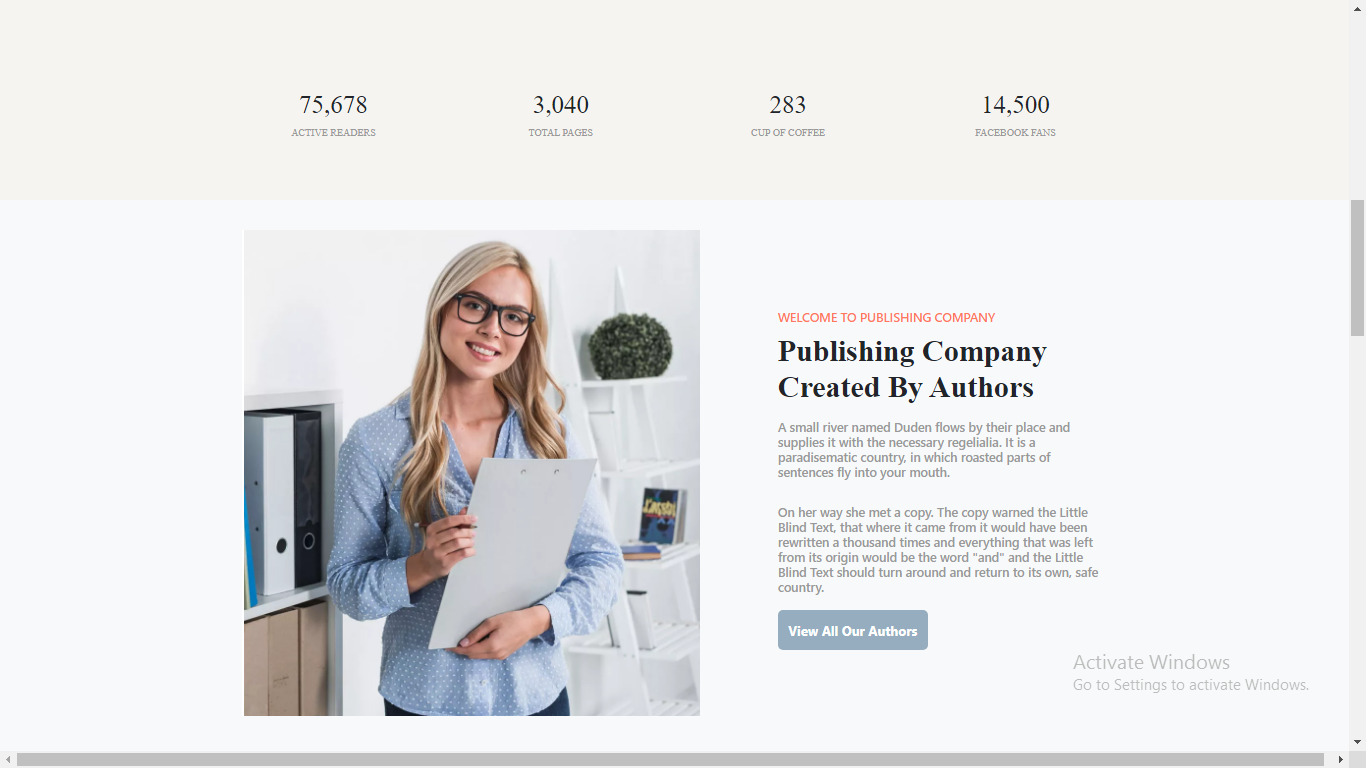 75,678
3,040
283
14,500
ACTIVE READERS
TOTAL PAGES
CUP OF COFFEE
FACEBOOK FANS
WELCOME TO PUBLISHING COMPANY
Publishing Company
Created By Authors
A small river named Duden flows by their place and
supplies it with the necessary regelialia. It is a
paradisematic country, in which roasted parts of
sentences fly into your mouth.
On her way she met a copy. The copy warned the Little
Blind Text, that where it came from it would have been
rewritten a thousand times and everything that was left
from its origin would be the word "and" and the Little
Blind Text should turn around and return to its own, safe
country.
View All Our Authors
Activate Windows
Go to Settings to activate Windows.